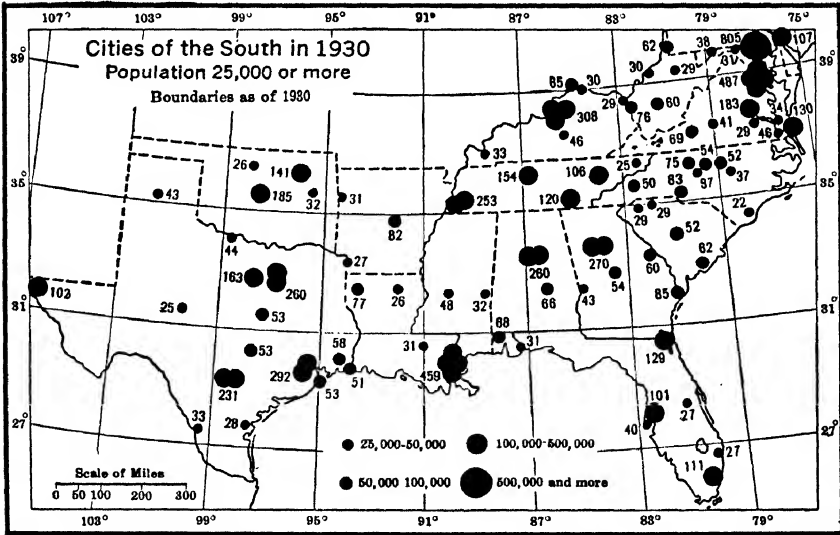 107° 103° 99° 95° 91° 87° 83° 79° 75°
Cities of the South in 1930
Population 25,000 or more
Boundaries as of 1930
39° 39°
62 38 805 107
30 29 31
65 30 487
29 76 60 183 34 130
308 41 29 46
46 69
33
26 141 154 106 25 75 54 52
35° 35°
43 185 32 31 253 120 50 83 97 37
82 29 29 22
44 52
27 260 270 62
163 260 60
102 77 26 48 32 66 43 54
25 85
31° 53 31°
68
53 58 31 31 129
292 459
231 53 51 101
27
27° 33 28 40 27°
27
111
25,000-50,000 100,000-500,000
50,000 100,000 500,000 and more
Scale of Miles
0 50 100 200 300
103° 99° 95° 91° 87° 88° 79°